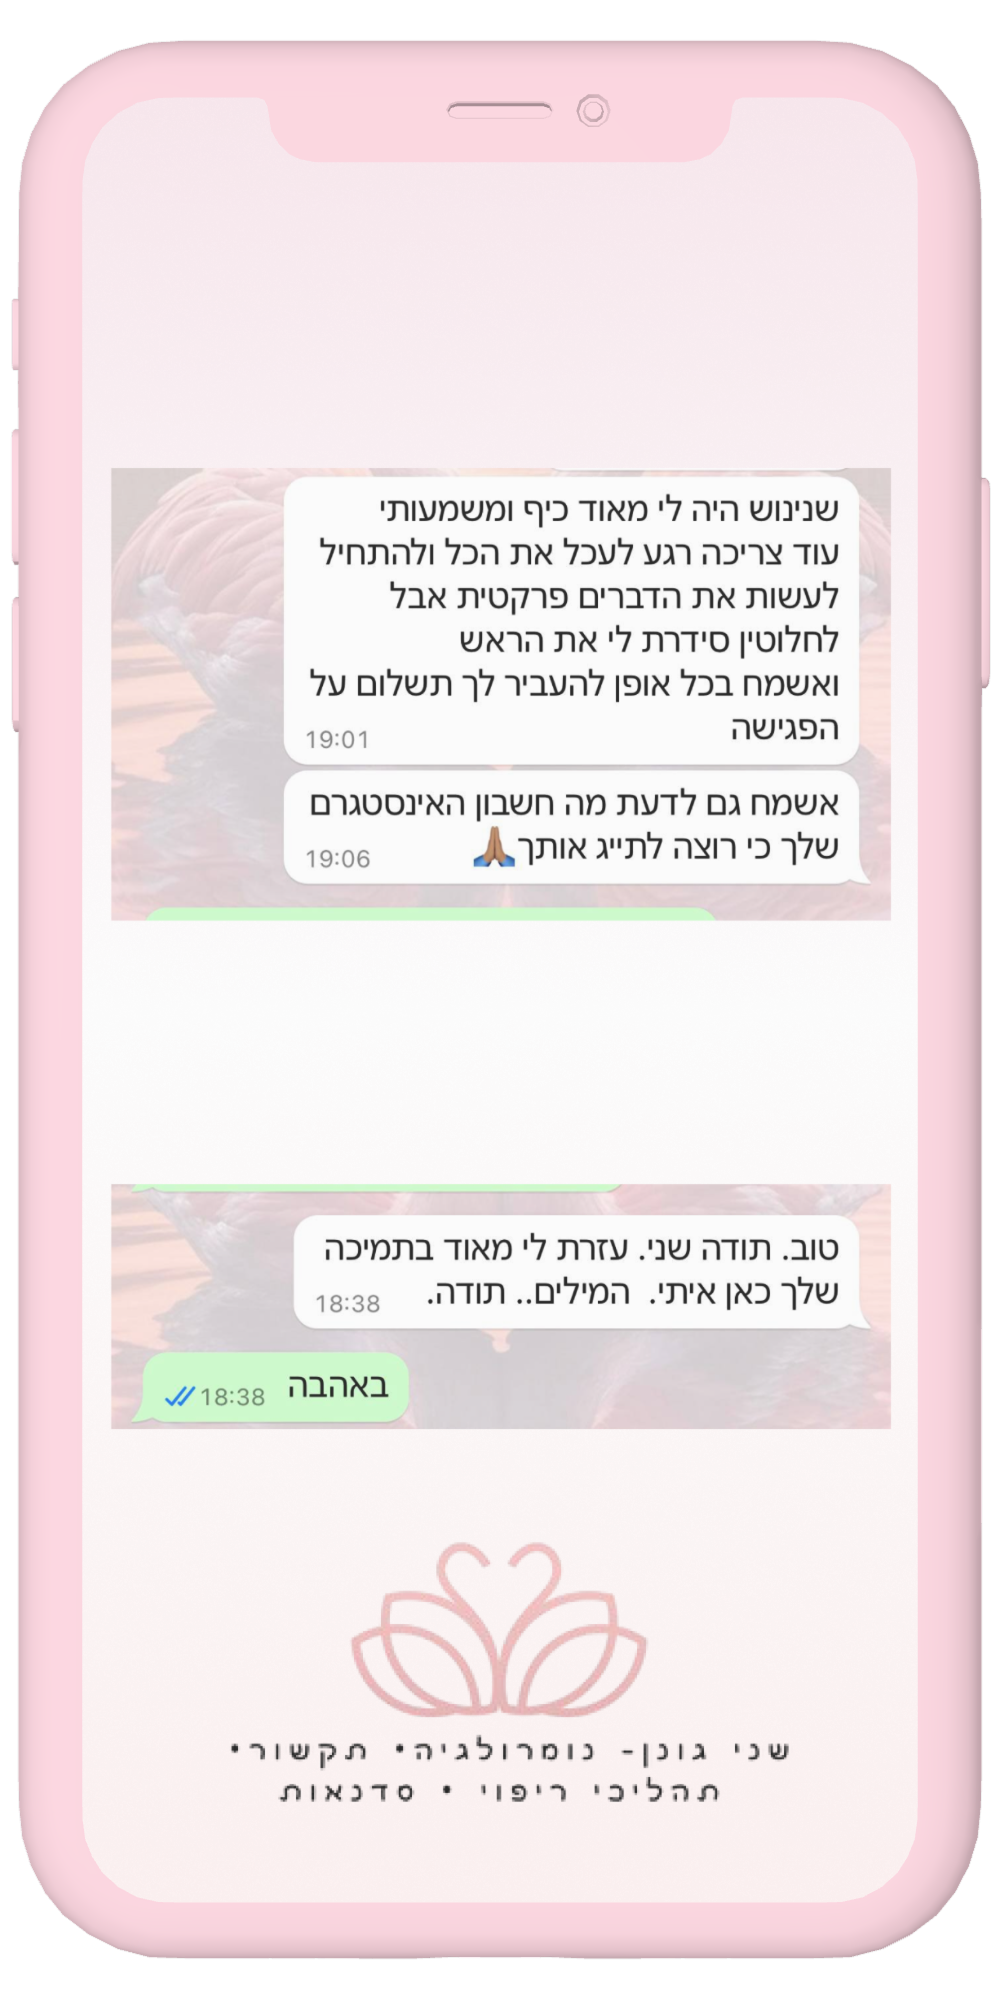 שנינוש היה לי מאוד כיף ומשמעותי
עוד צריכה רגע לעכל את הכל ולהתחיל
לעשות את הדברים פרקטית אבל
לחלוטין סידרת לי את הראש
ואשמח בכל אופן להעביר לך תשלום על
הפגישה
19:01
אשמח גם לדעת מה חשבון האינסטגרם
שלך כי רוצה לתייג אותך🙏🏽
19:06
טוב. תודה שני. עזרת לי מאוד בתמיכה
שלך כאן איתי.  המילים.. תודה.
18:38
באהבה
18:38
שני גונן- נומרולגיה• תקשור•
תהליכי ריפוי • סדנאות